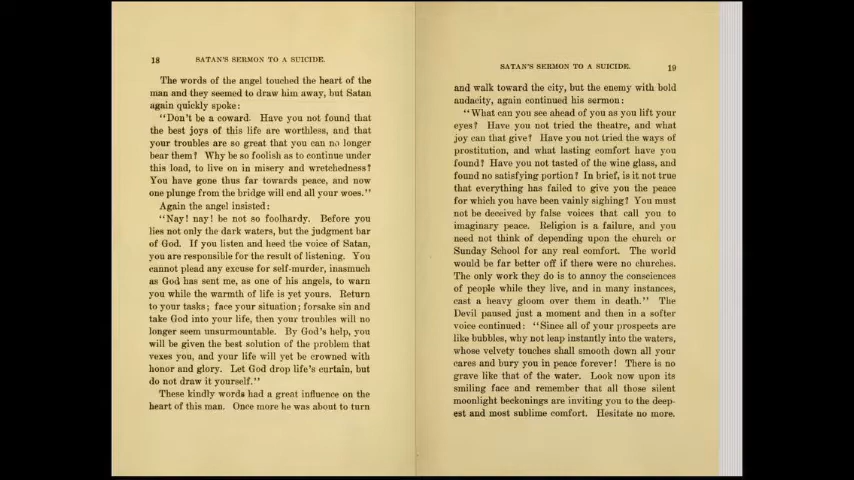 18
SATAN'S SERMON TO A SUICIDE.
The words of the angel touched the heart of the
man and they seemed to draw him away, but Satan
again quickly spoke:
"Don't be a coward. Have you not found that
the best joys of this life are worthless, and that
your troubles are so great that you can no longer
bear them? Why be so foolish as to continue under
this load, to live on in misery and wretchedness?
You have gone thus far towards peace, and now
one plunge from the bridge will end all your woes."
Again the angel insisted:
"Nay! nay! be not so foolhardy. Before you
lies not only the dark waters, but the judgment bar
of God. If you listen and heed the voice of Satan,
you are responsible for the result of listening. You
cannot plead any excuse for self-murder, inasmuch
as God has sent me, as one of his angels, to warn
you while the warmth of life is yet yours. Return
to your tasks; face your situation; forsake sin and
take God into your life, then your troubles will no
longer seem unsurmountable. By God's help, you
will be given the best solution of the problem that
vexes you, and your life will yet be crowned with
honor and glory. Let God drop life's curtain, but
do not draw it yourself."
These kindly words had a great influence on the
heart of this man. Once more he was about to turn
SATAN'S SERMON TO A SUICIDE.
19
and walk toward the city, but the enemy with bold
audacity, again continued his sermon:
"What can you see ahead of you as you lift your
eyes? Have you not tried the theatre, and what
joy can that give? Have you not tried the ways of
prostitution, and what lasting comfort have you
found? Have you not tasted of the wine glass, and
found no satisfying portion? In brief, is it not true
that everything has failed to give you the peace
for which you have been vainly sighing? You must
not be deceived by false voices that call you to
imaginary peace. Religion is a failure, and you
need not think of depending upon the church or
Sunday School for any real comfort. The world
would be far better off if there were no churches.
The only work they do is to annoy the consciences
of people while they live, and in many instances,
cast a heavy gloom over them in death." The
Devil paused just a moment and then in a softer
voice continued: "Since all of your prospects are
like bubbles, why not leap instantly into the waters,
whose velvety touches shall smooth down all your
cares and bury you in peace forever! There is no
grave like that of the water. Look now upon its
smiling face and remember that all those silent
moonlight beckonings are inviting you to the deep-
est and most sublime comfort. Hesitate no more.